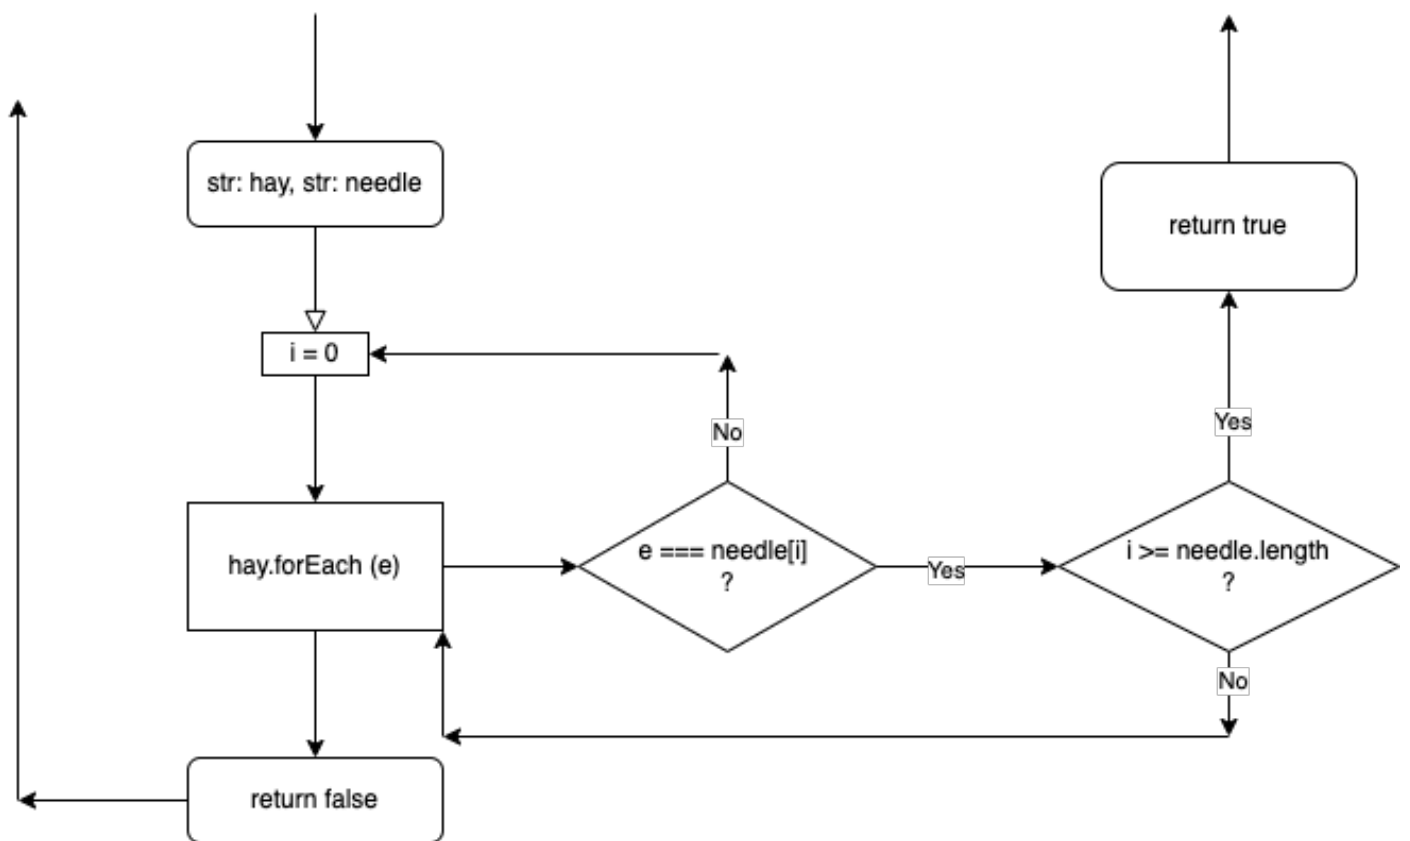 str: hay, str: needle
return true
i = 0
No
Yes
hay.forEach (e)
e === needle[i]
?
Yes
i >= needle.length
?
No
return false